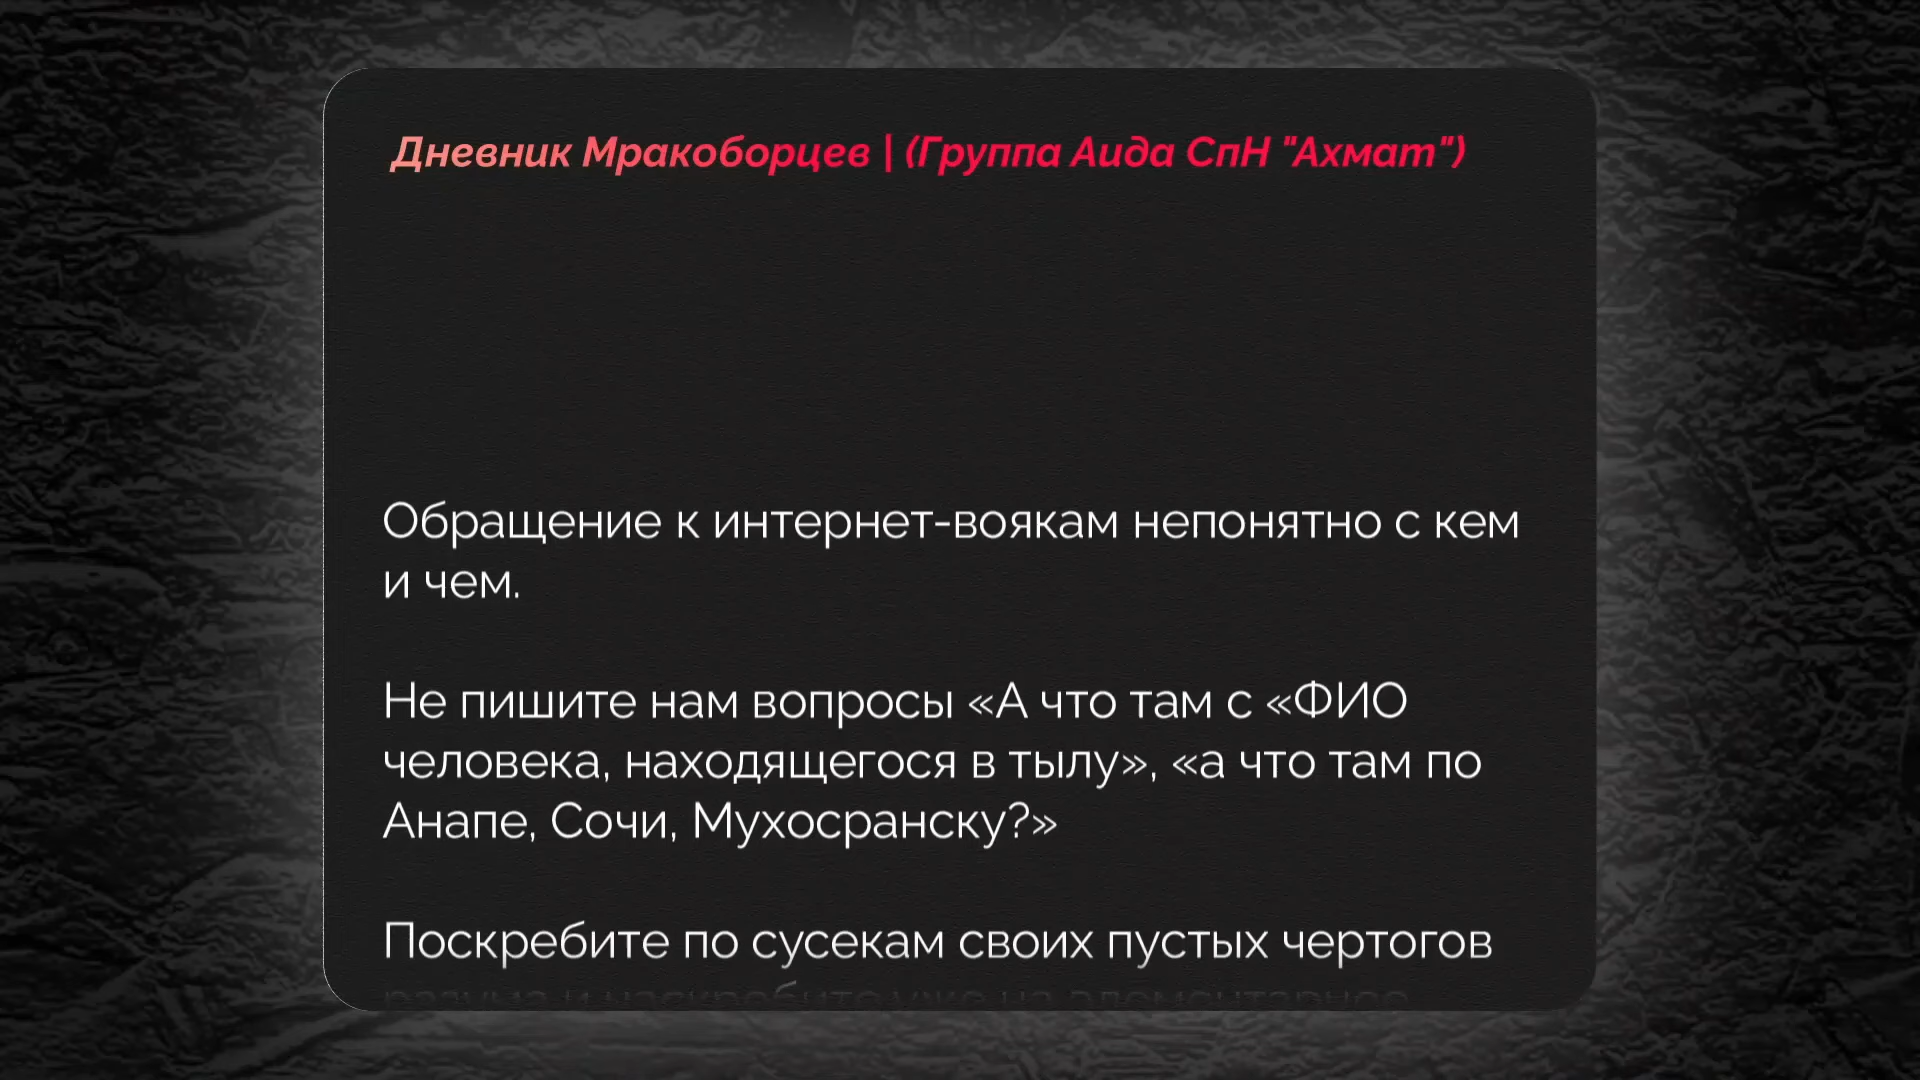 Дневник Мракоборцев | (Группа Аида СпН "Ахмат")
Обращение к интернет-воякам непонятно с кем
и чем.
Не пишите нам вопросы «А что там с «ФИО
человека, находящегося в тылу», «а что там по
Анапе, Сочи, Мухосранску?»
Поскребите по сусекам своих пустых чертогов